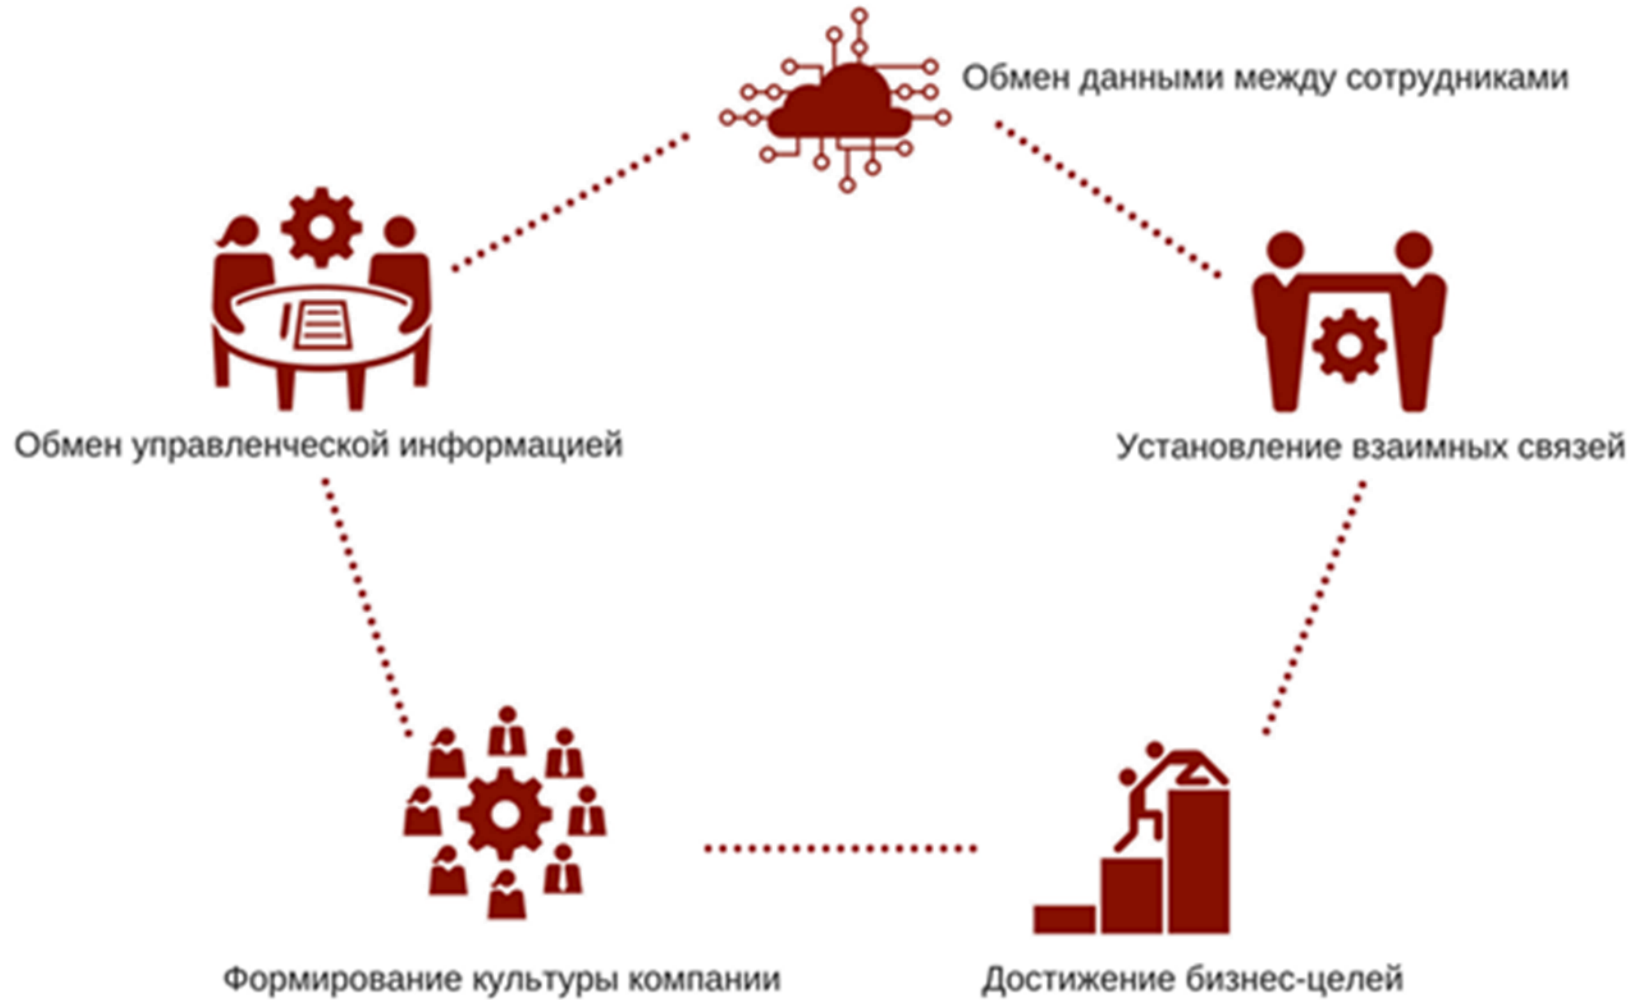 Обмен данными между сотрудниками
Обмен управленческой информацией
Установление взаимных связей
Формирование культуры компании
Достижение бизнес-целей